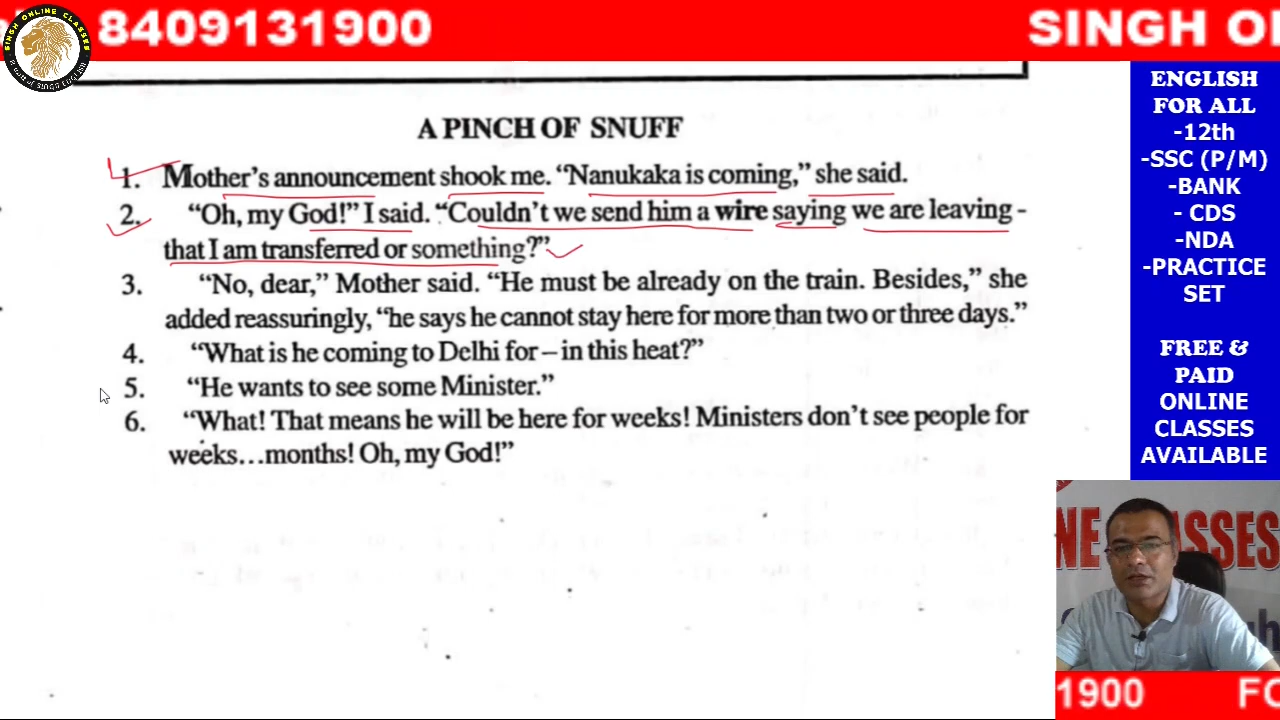 8409131900
SINGH OI
SINGH ONLINE CLASSES
A PINCH OF SNUFF
1. Mother's announcement shook me. “Nanukaka is coming,” she said.
2. “Oh, my God!” I said. “Couldn't we send him a wire saying we are leaving -
that I am transferred or something?”
3. “No, dear,” Mother said. “He must be already on the train. Besides,” she
added reassuringly, “he says he cannot stay here for more than two or three days.”
4. “What is he coming to Delhi for – in this heat?”
5. “He wants to see some Minister.”
6. “What! That means he will be here for weeks! Ministers don't see people for
weeks...months! Oh, my God!”
ENGLISH
FOR ALL
-12th
-SSC (P/M)
-BANK
- CDS
-NDA
-PRACTICE
SET
FREE &
PAID
ONLINE
CLASSES
AVAILABLE
NE
ASSES
1900 FO